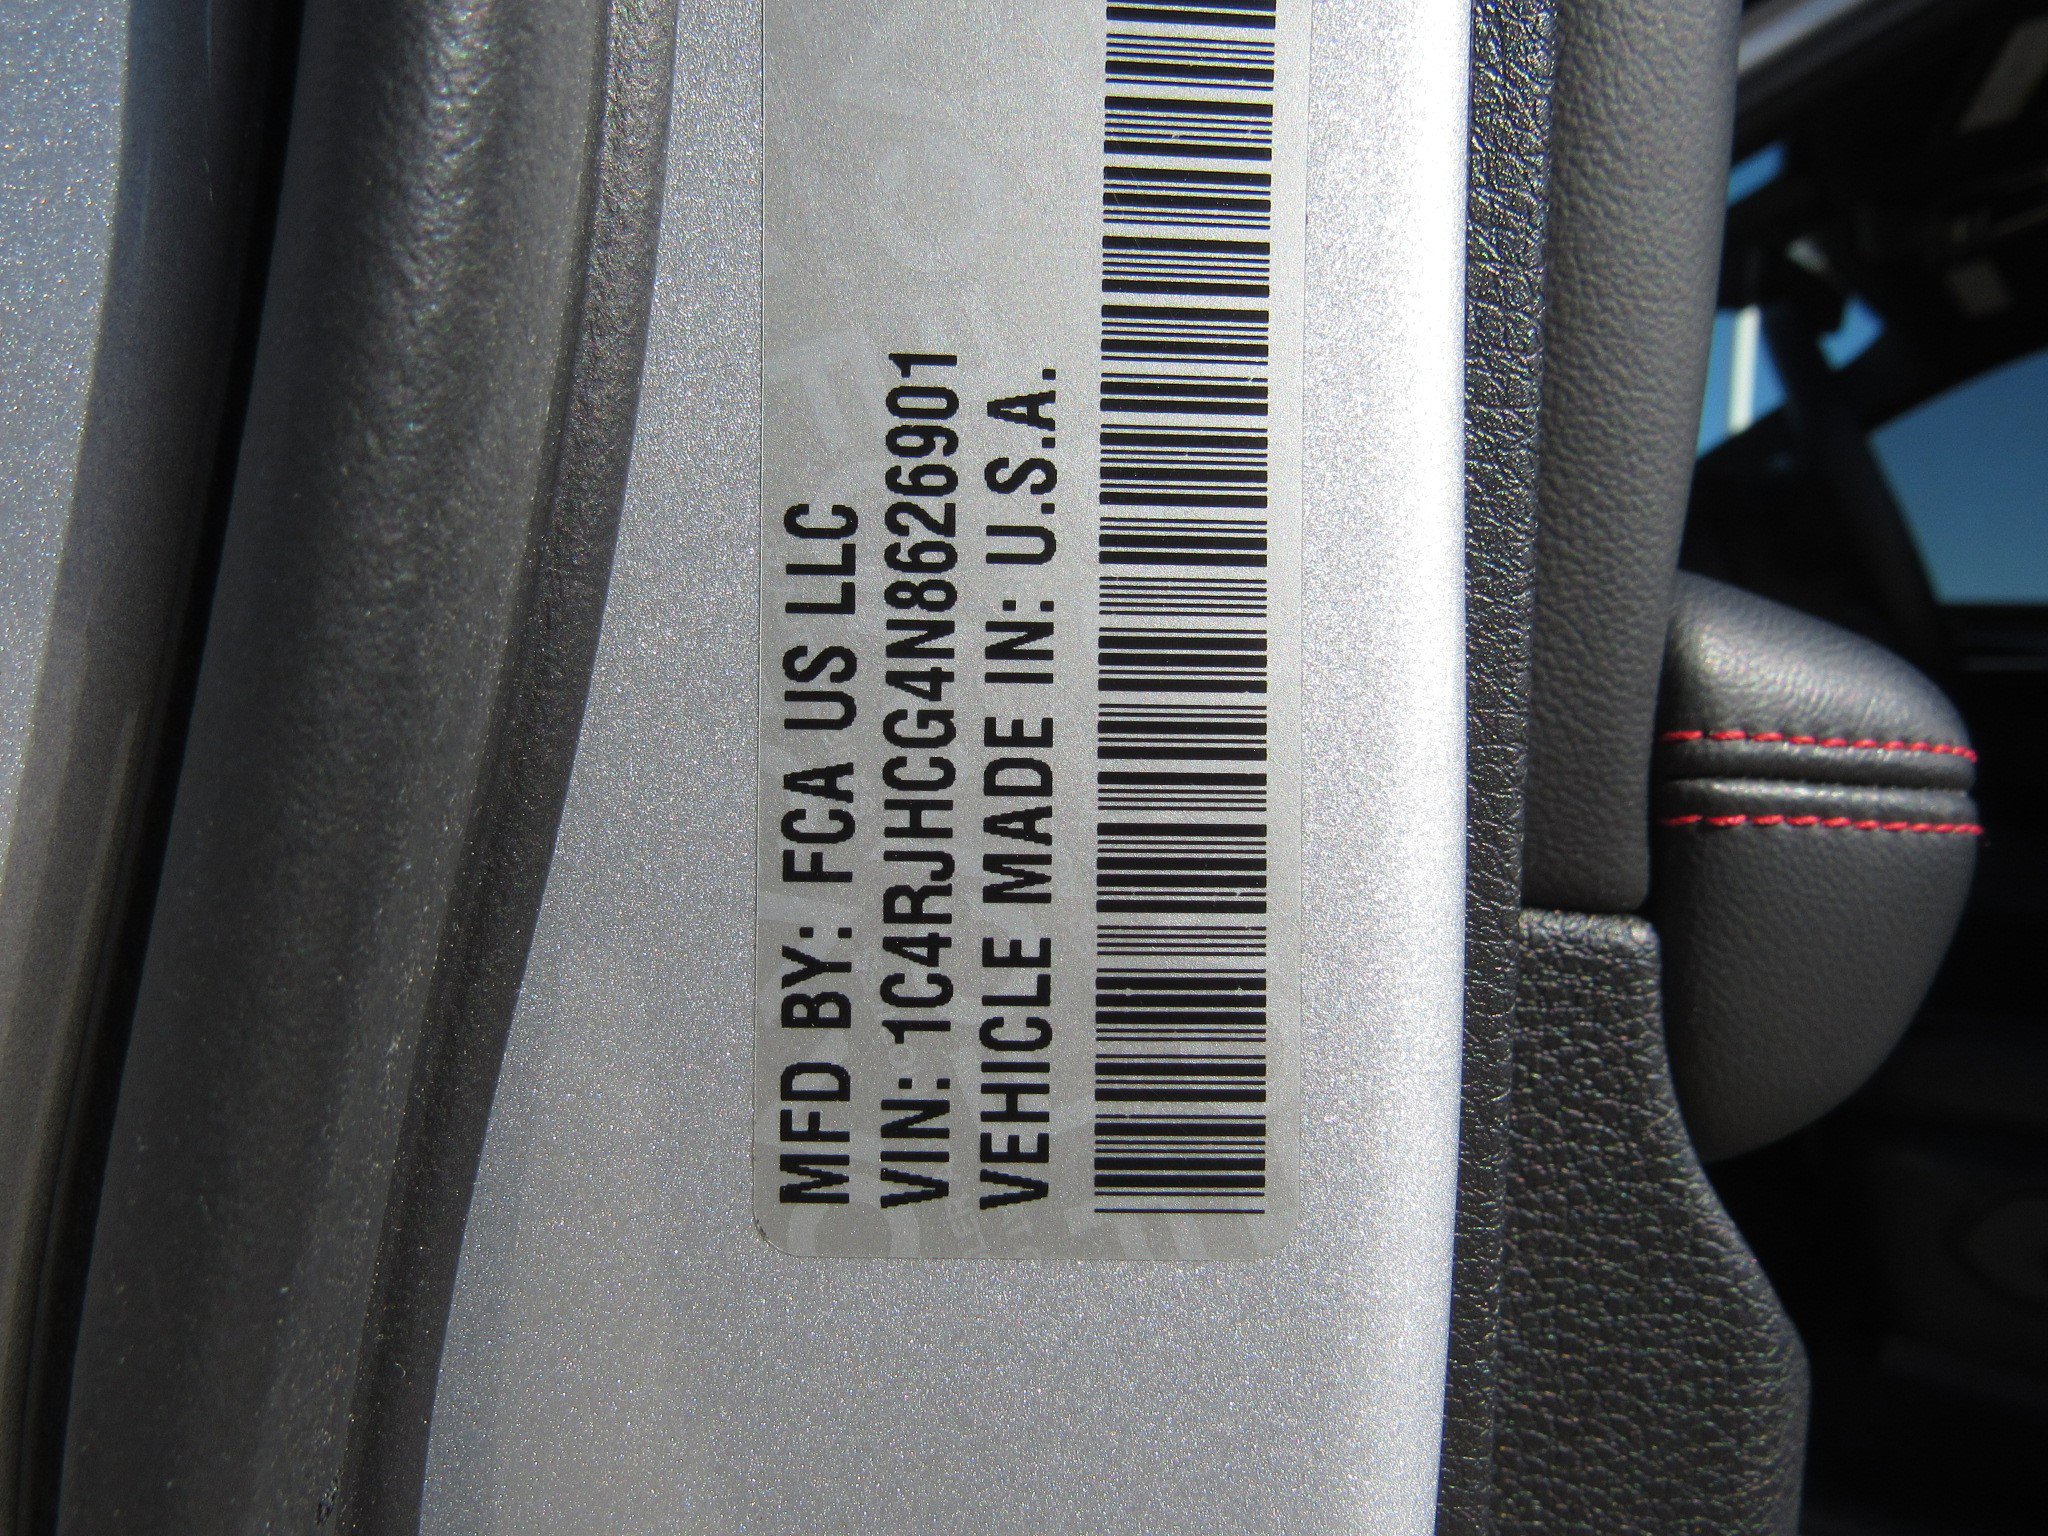 MFD BY: FCA US LLC
VIN: 1C4RJHCG4N8626901
VEHICLE MADE IN: U.S.A.